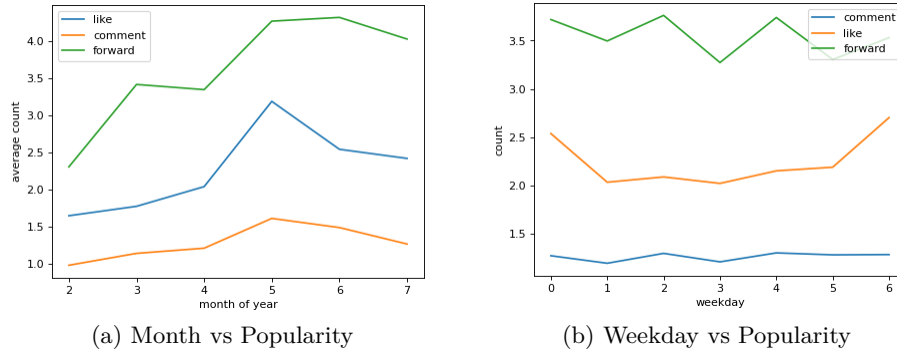 like
comment
forward
4.0
3.5
3.0
2.5
2.0
1.5
1.0
average count
2 3 4 5 6 7
month of year
(a) Month vs Popularity
comment
like
forward
3.5
3.0
2.5
2.0
1.5
count
0 1 2 3 4 5 6
weekday
(b) Weekday vs Popularity